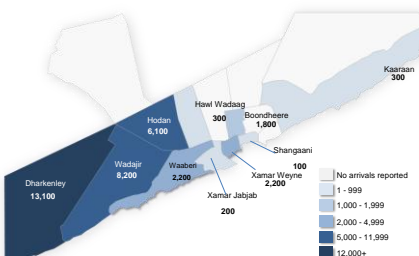 Kaaraan
300
Hawl Wadaag
300
Boondheere
1,800
Hodan
6,100
Shangaani
100
Wadajir
8,200
Waaberi
2,200
Xamar Weyne
2,200
Dharkenley
13,100
Xamar Jabjab
200
No arrivals reported
1 - 999
1,000 - 1,999
2,000 - 4,999
5,000 - 11,999
12,000+